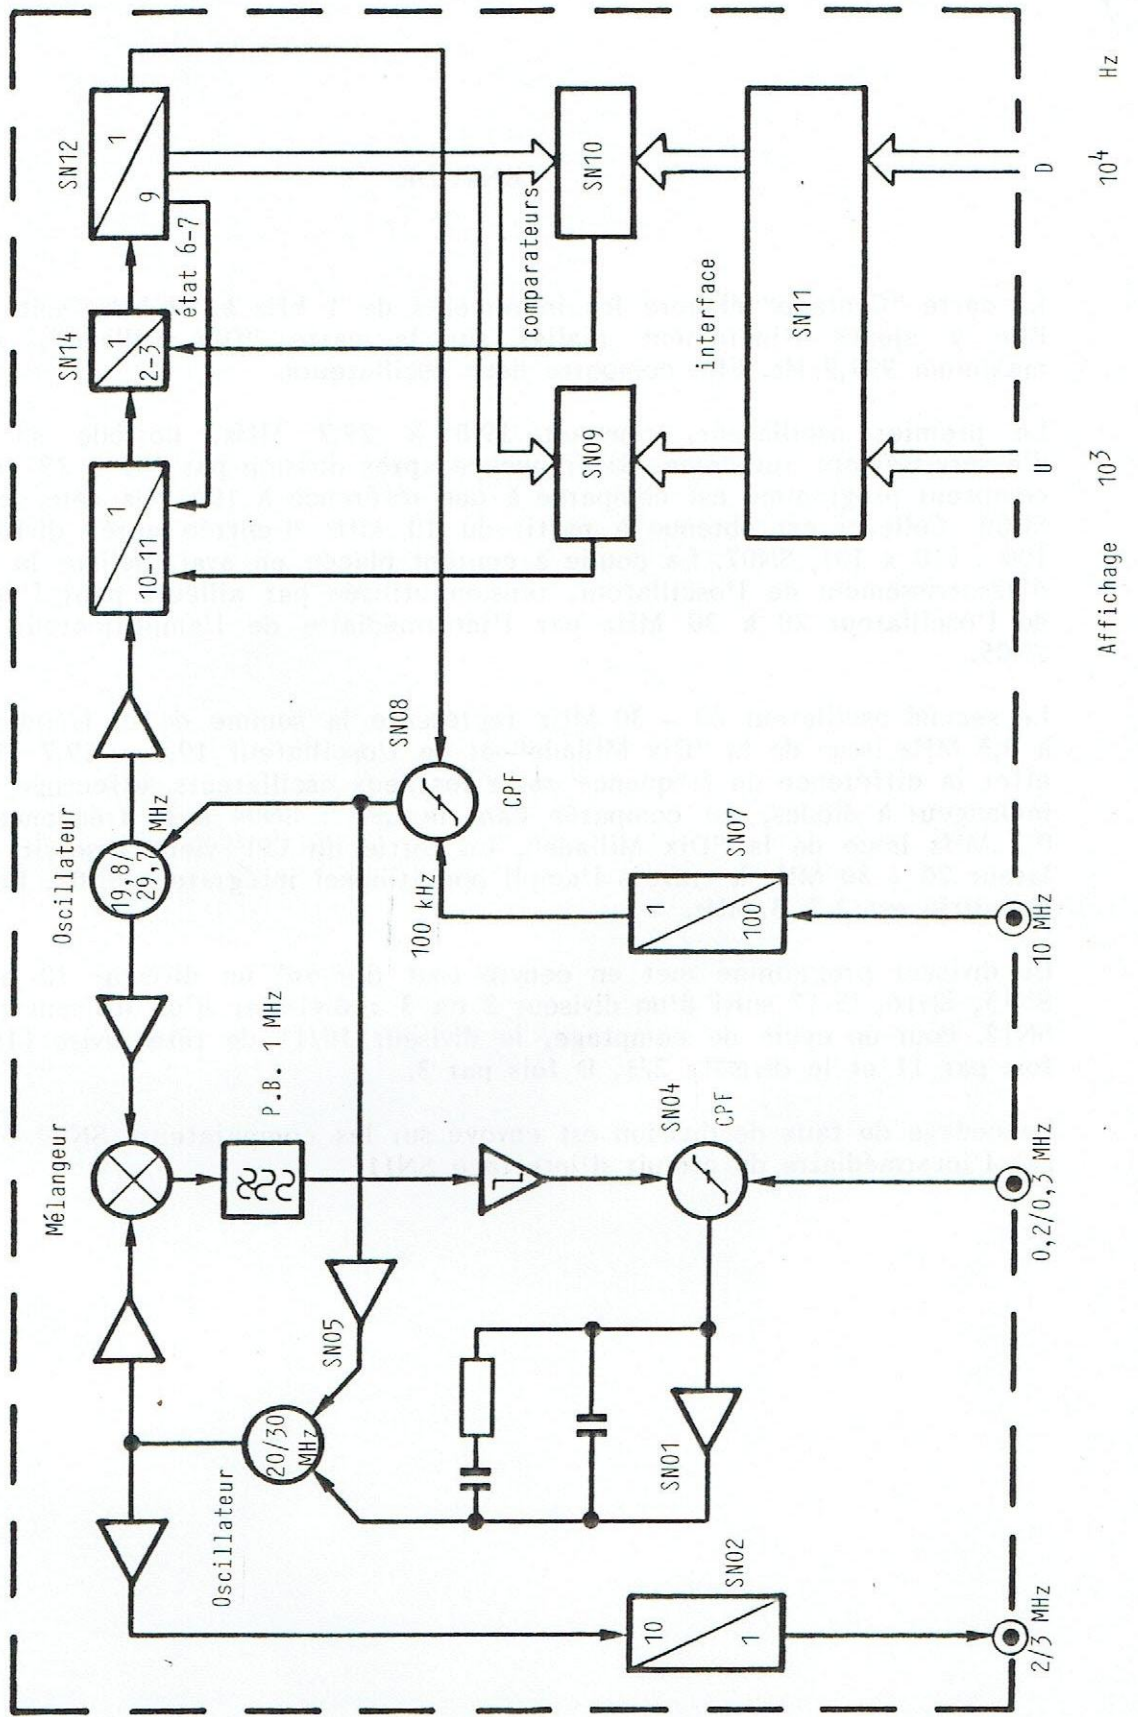 Mélangeur
Oscillateur
19,8/
29,7
MHz
SN14
SN12
1
10-11
1
2-3
1
9
état 6-7
Oscillateur
20/30
MHz
SN05
P.B. 1 MHz
100 kHz
SN08
CPF
comparateurs
SN09
SN10
interface
SN11
SN01
SN04
CPF
SN07
1
100
SN02
10
1
2/3 MHz
0,2/0,3 MHz
10 MHz
U
D
Affichage 10³ 10⁴ Hz